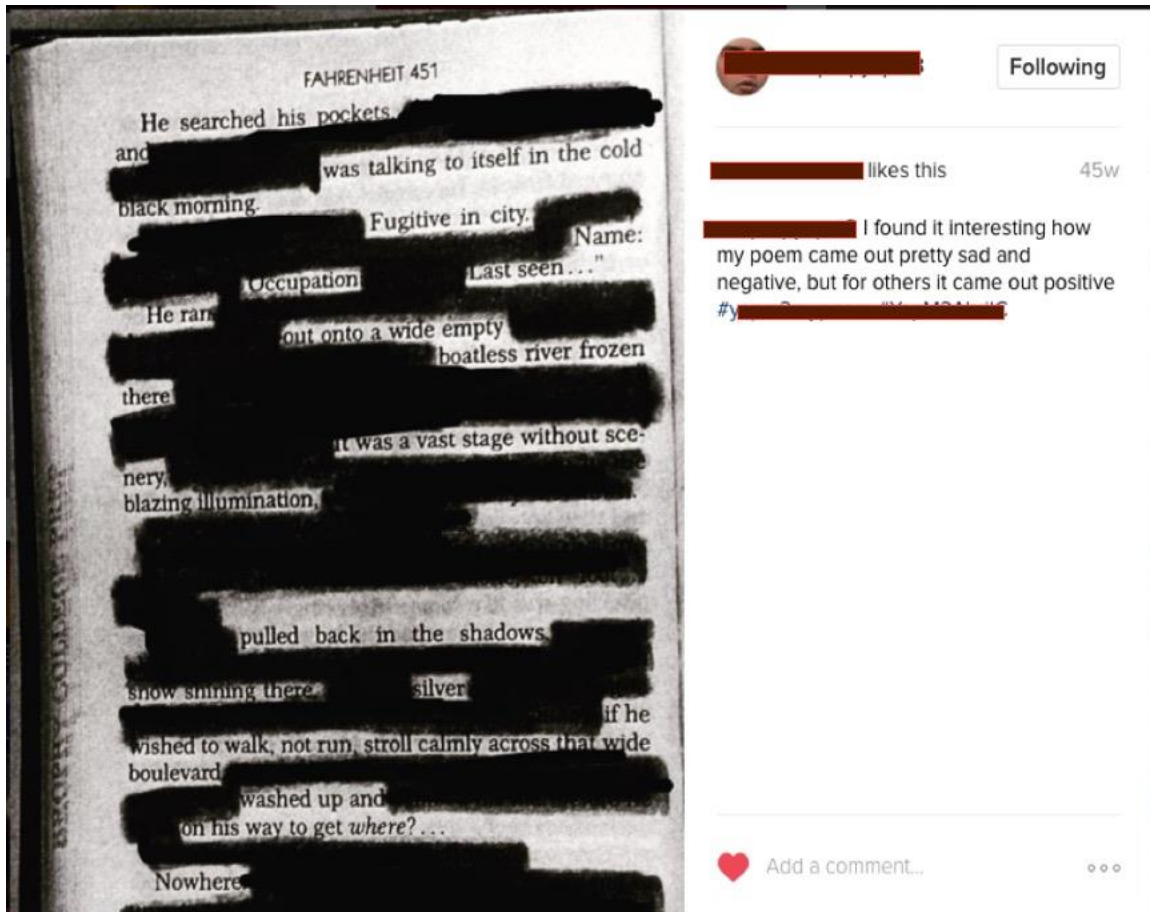 FAHRENHEIT 451
He searched his pockets,
and
was talking to itself in the cold
black morning.
Fugitive in city.
Name:
Occupation
Last seen..."
He ran
out onto a wide empty
boatless river frozen
there
It was a vast stage without sce-
nery,
blazing illumination,
pulled back in the shadows,
snow shining there,
silver
if he
wished to walk, not run, stroll calmly across that wide
boulevard
washed up and
on his way to get where?...
Nowhere
Following
likes this 45w
I found it interesting how
my poem came out pretty sad and
negative, but for others it came out positive
Add a comment...